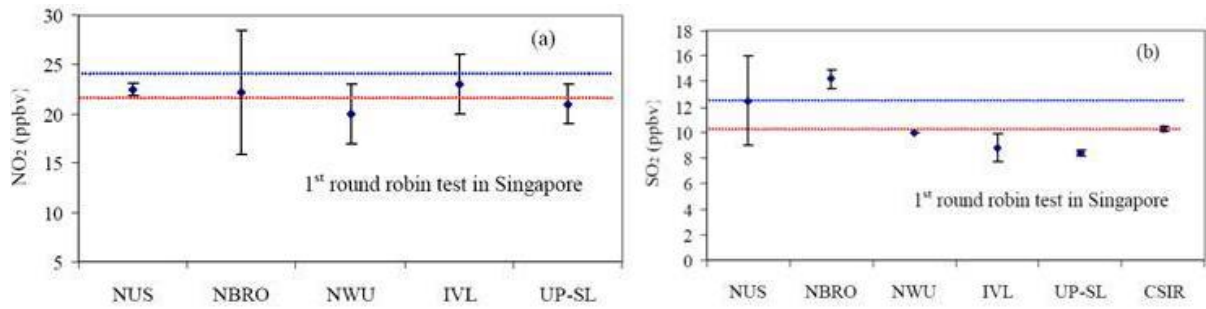 30
25
20
15
10
5
NO₂ (ppbv)
(a)
1st round robin test in Singapore
NUS NBRO NWU IVL UP-SL
18
16
14
12
10
8
6
4
2
0
SO₂ (ppbv)
(b)
1st round robin test in Singapore
NUS NBRO NWU IVL UP-SL CSIR